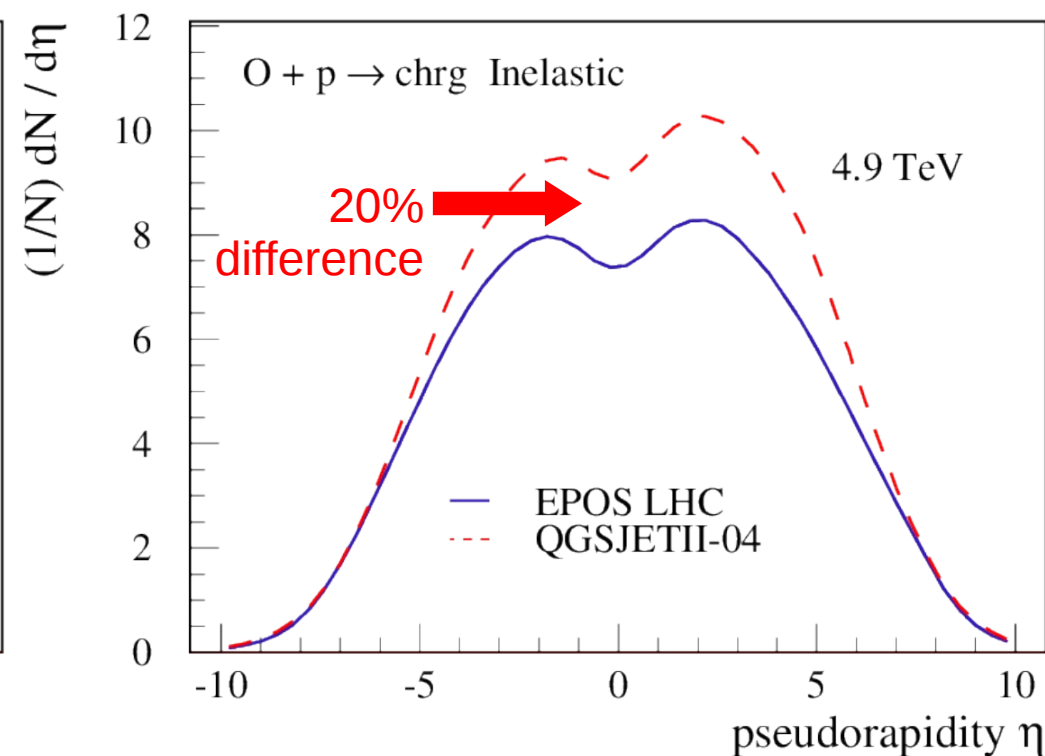 (1/N) dN / dη
12
10
8
6
4
2
0
O + p → chrg Inelastic
4.9 TeV
20%
difference
EPOS LHC
QGSJETII-04
-10
-5
0
5
10
pseudorapidity η